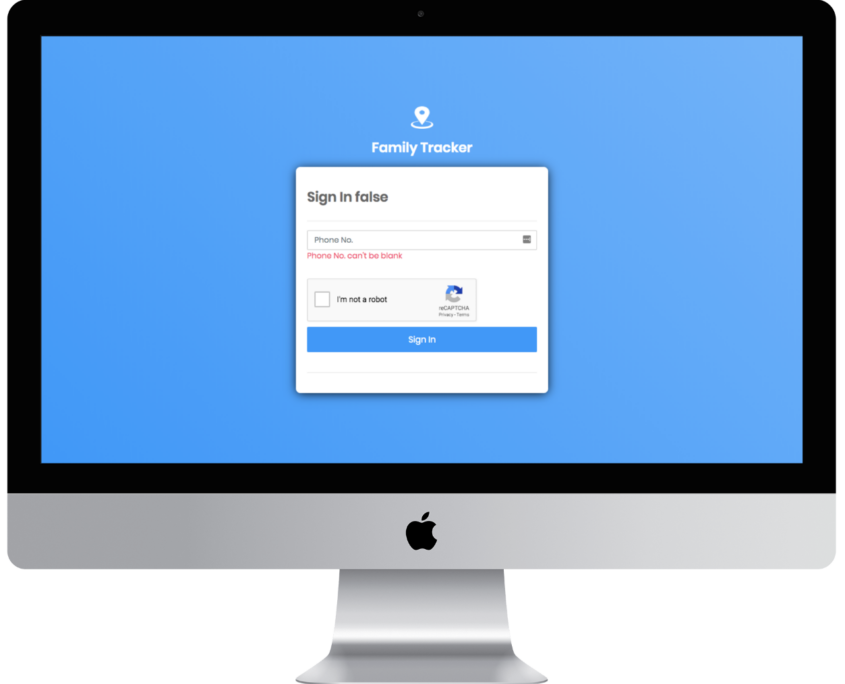 Family Tracker
Sign In false
Phone No.
Phone No. can't be blank
I'm not a robot
reCAPTCHA
Privacy - Terms
Sign In